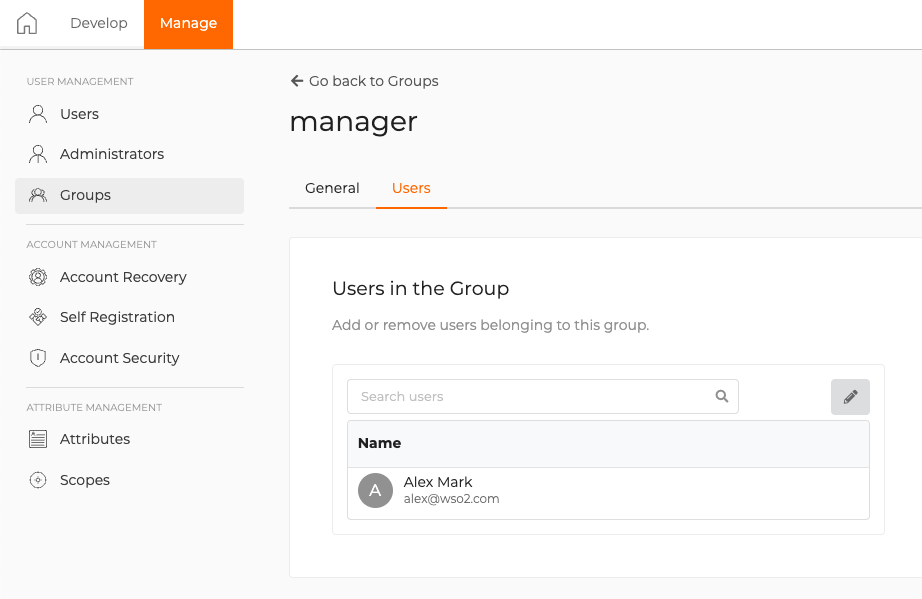 Develop
Manage
USER MANAGEMENT
Users
Administrators
Groups
ACCOUNT MANAGEMENT
Account Recovery
Self Registration
Account Security
ATTRIBUTE MANAGEMENT
Attributes
Scopes
Go back to Groups
manager
General
Users
Users in the Group
Add or remove users belonging to this group.
Search users
Name
A
Alex Mark
alex@wso2.com